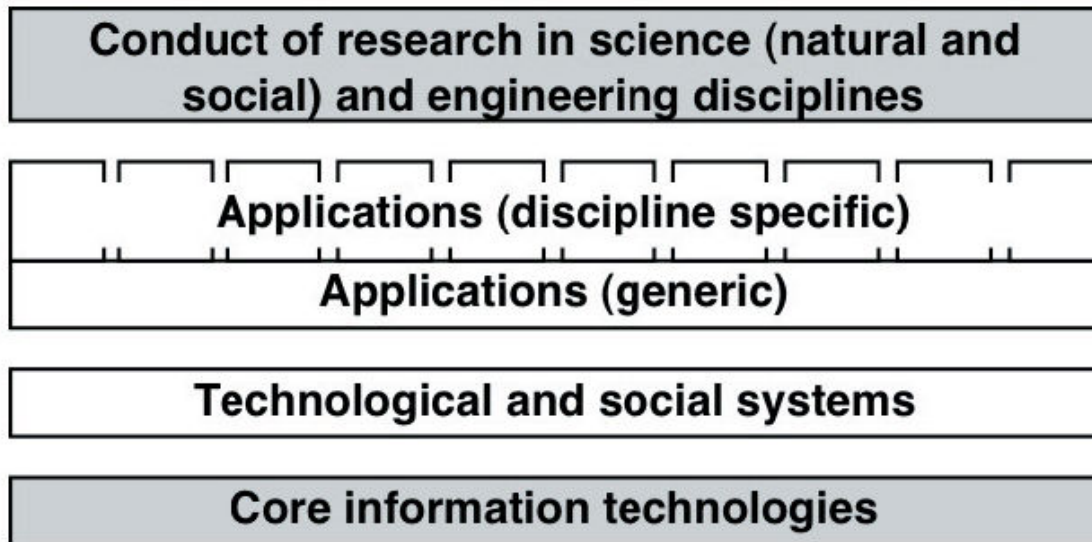 Conduct of research in science (natural and
social) and engineering disciplines
Applications (discipline specific)
Applications (generic)
Technological and social systems
Core information technologies